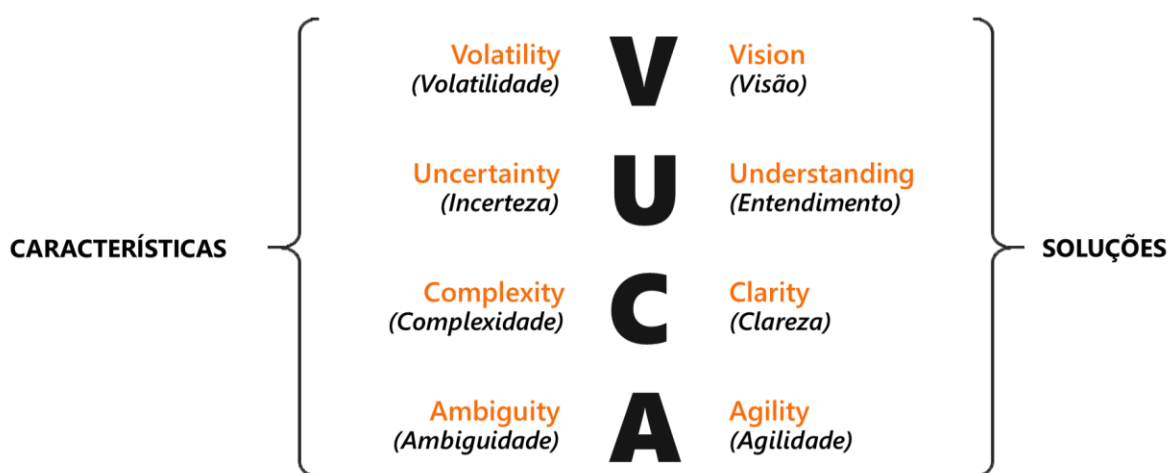 Volatility
(Volatilidade)
V
Vision
(Visão)
Uncertainty
(Incerteza)
U
Understanding
(Entendimento)
CARACTERÍSTICAS
SOLUÇÕES
Complexity
(Complexidade)
C
Clarity
(Clareza)
Ambiguity
(Ambiguidade)
A
Agility
(Agilidade)